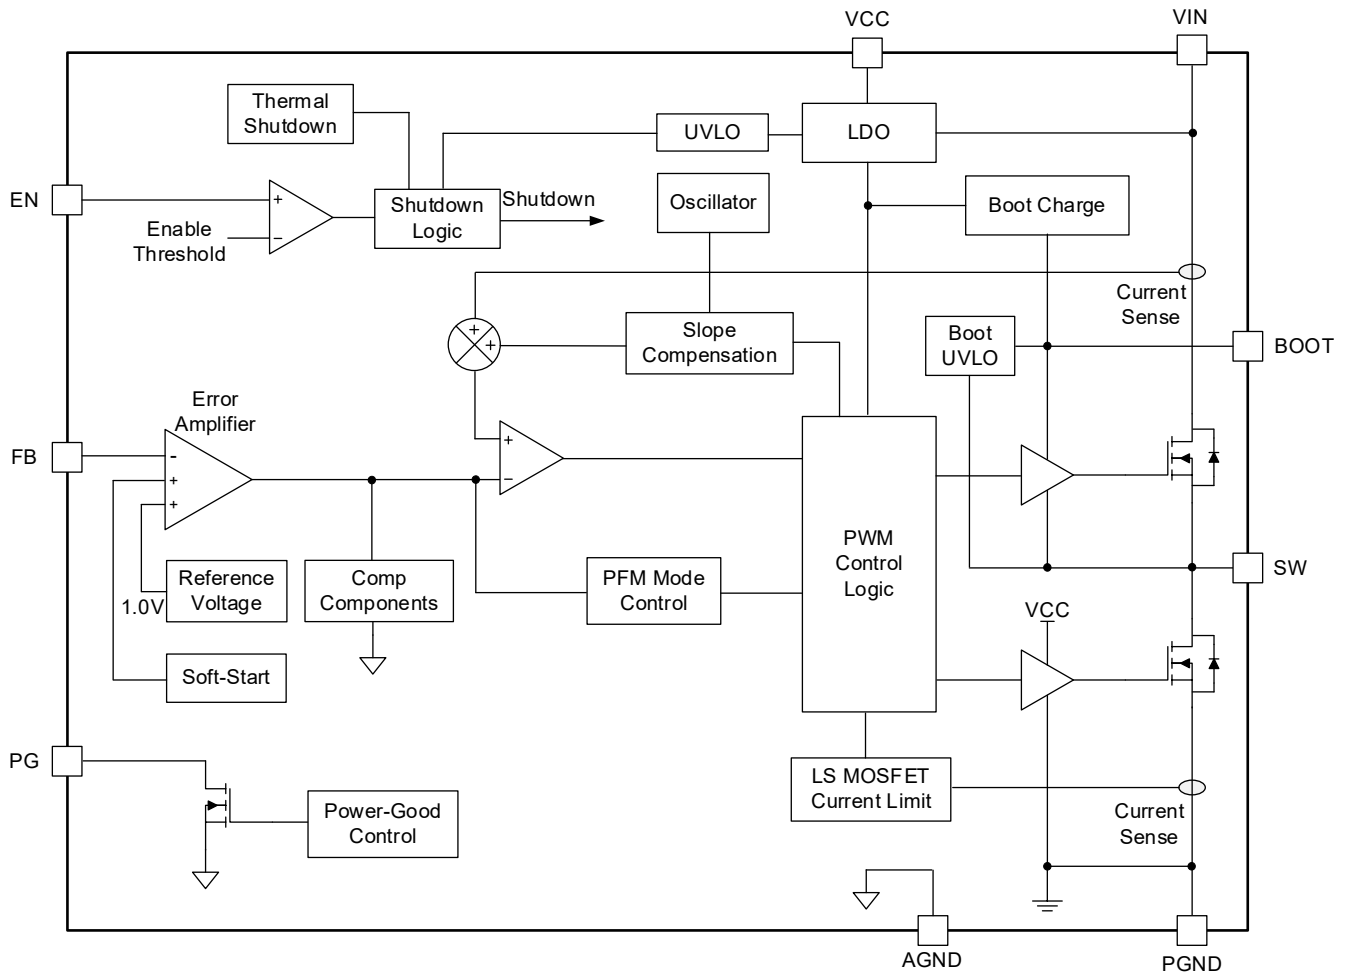 VCC
VIN
Thermal
Shutdown
UVLO
LDO
EN
+
−
Enable
Threshold
Shutdown
Logic
Shutdown
Oscillator
Boot Charge
Current
Sense
+
+
Slope
Compensation
Boot
UVLO
BOOT
Error
Amplifier
FB
-
+
+
+
−
PWM
Control
Logic
SW
Reference
Voltage
1.0V
Comp
Components
PFM Mode
Control
VCC
Soft-Start
PG
LS MOSFET
Current Limit
Power-Good
Control
Current
Sense
AGND
PGND